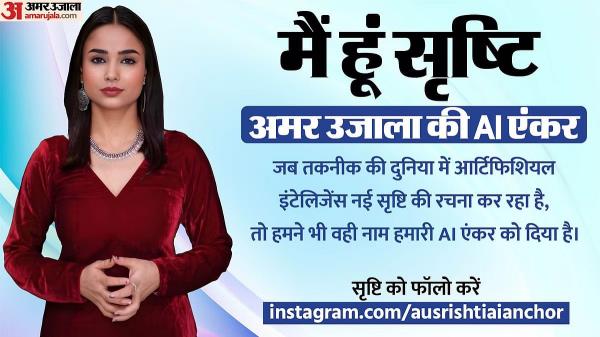 अमर उजाला
amarujala.com
मैं हूं सृष्टि
अमर उजाला की AI एंकर
जब तकनीक की दुनिया में आर्टिफिशियल
इंटेलिजेंस नई सृष्टि की रचना कर रहा है,
तो हमने भी वही नाम हमारी AI एंकर को दिया है।
सृष्टि को फॉलो करें
instagram.com/ausrishtiaianchor